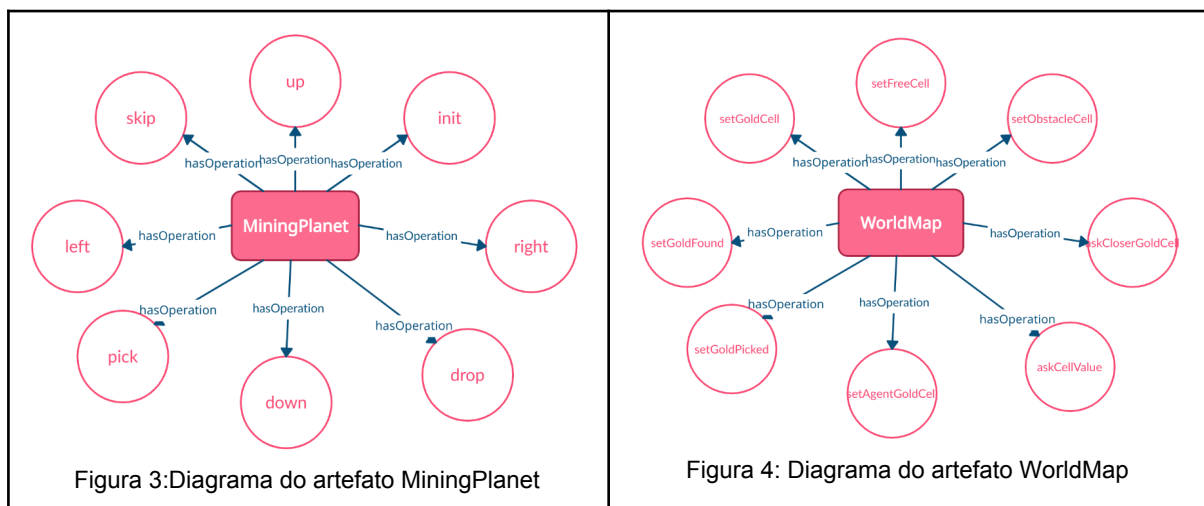 up
skip
init
hasOperation
hasOperation
hasOperation
MiningPlanet
left
hasOperation
hasOperation
right
hasOperation
hasOperation
hasOperation
pick
down
drop
Figura 3:Diagrama do artefato MiningPlanet
setFreeCell
setGoldCell
setObstacleCell
hasOperation
hasOperation
hasOperation
WorldMap
setGoldFound
hasOperation
hasOperation
skCloserGoldCell
hasOperation
hasOperation
hasOperation
setGoldPicked
setAgentGoldCell
askCellValue
Figura 4: Diagrama do artefato WorldMap